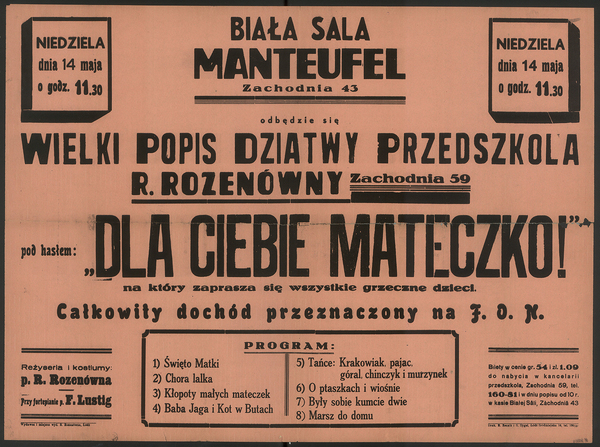 NIEDZIELA
dnia 14 maja
o godz. 11.30
BIAŁA SALA
MANTEUFEL
Zachodnia 43
NIEDZIELA
dnia 14 maja
o godz. 11.30
odbędzie się
WIELKI POPIS DZIATWY PRZEDSZKOLA
R. ROZENÓWNY Zachodnia 59
pod hasłem: „DLA CIEBIE MATECZKO!”
na który zaprasza się wszystkie grzeczne dzieci.
Całkowity dochód przeznaczony na F. O. N.
Reżyseria i kostiumy:
p. R. Rozenówna
Przy fortepianie p. F. Lustig
PROGRAM:
1) Święto Matki
2) Chora lalka
3) Kłopoty małych mateczek
4) Baba Jaga i Kot w Butach
5) Tańce: Krakowiak, pajac,
góral, chinczyk i murzynek
6) O ptaszkach i wiośnie
7) Były sobie kumcie dwie
8) Marsz do domu
Bilety w cenie gr. 54 i zł. 1.09
do nabycia w kancelarii
przedszkola, Zachodnia 59, tel.
160-81 i w dniu popisu od 10 r.
w kasie Białej Sali, Zachodniá 43